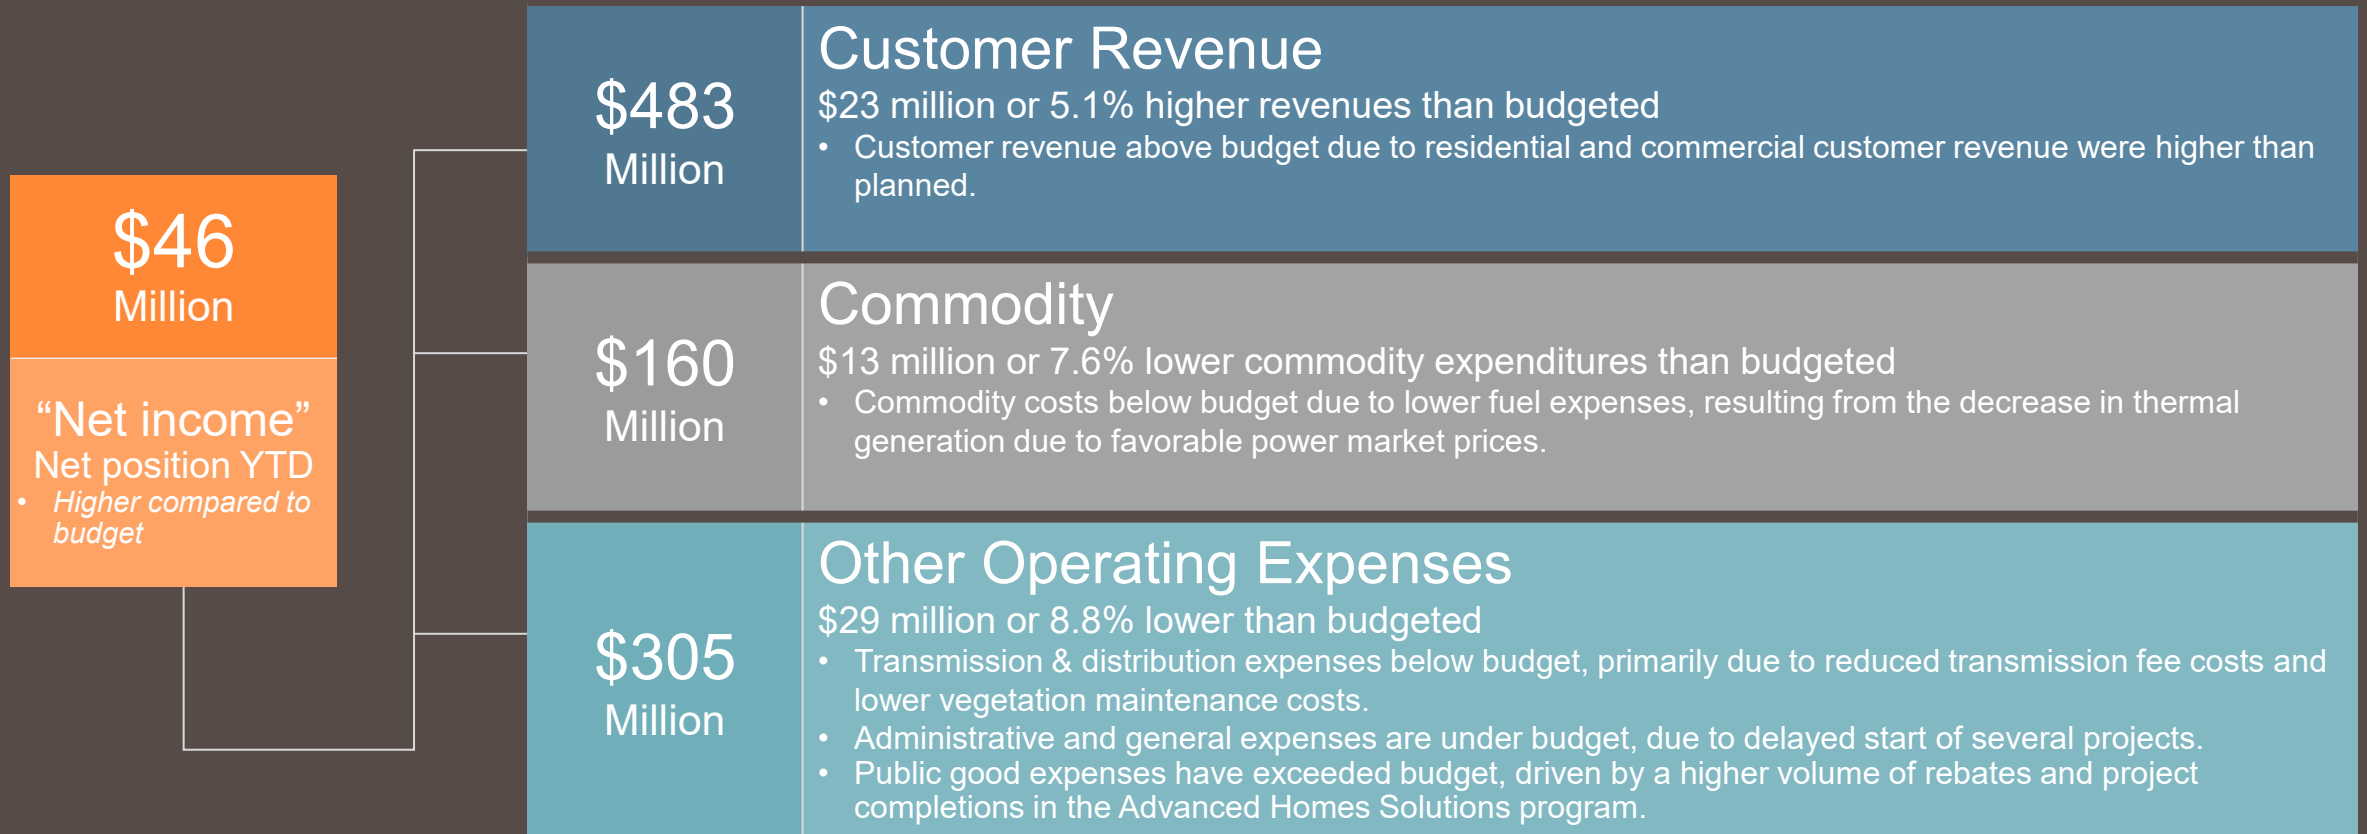 $46
Million
“Net income”
Net position YTD
• Higher compared to
budget
$483
Million
Customer Revenue
$23 million or 5.1% higher revenues than budgeted
• Customer revenue above budget due to residential and commercial customer revenue were higher than
planned.
$160
Million
Commodity
$13 million or 7.6% lower commodity expenditures than budgeted
• Commodity costs below budget due to lower fuel expenses, resulting from the decrease in thermal
generation due to favorable power market prices.
$305
Million
Other Operating Expenses
$29 million or 8.8% lower than budgeted
• Transmission & distribution expenses below budget, primarily due to reduced transmission fee costs and
lower vegetation maintenance costs.
• Administrative and general expenses are under budget, due to delayed start of several projects.
• Public good expenses have exceeded budget, driven by a higher volume of rebates and project
completions in the Advanced Homes Solutions program.